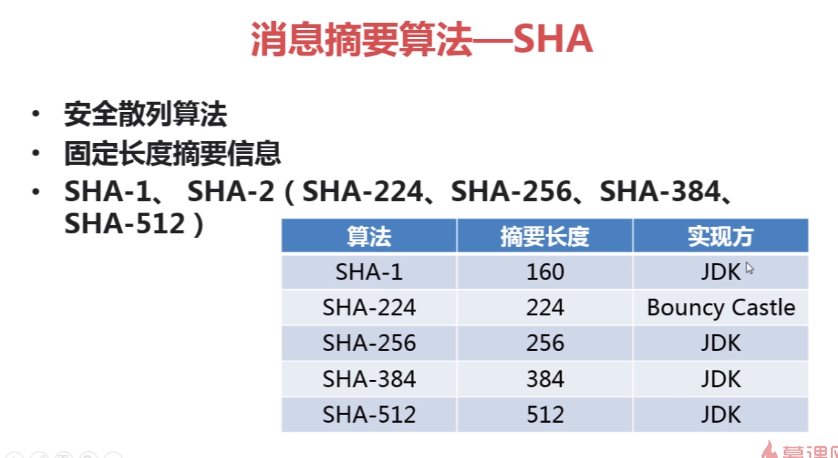 消息摘要算法—SHA
• 安全散列算法
• 固定长度摘要信息
• SHA-1、 SHA-2（SHA-224、SHA-256、SHA-384、
SHA-512）
算法 摘要长度 实现方
SHA-1 160 JDK
SHA-224 224 Bouncy Castle
SHA-256 256 JDK
SHA-384 384 JDK
SHA-512 512 JDK
慕课